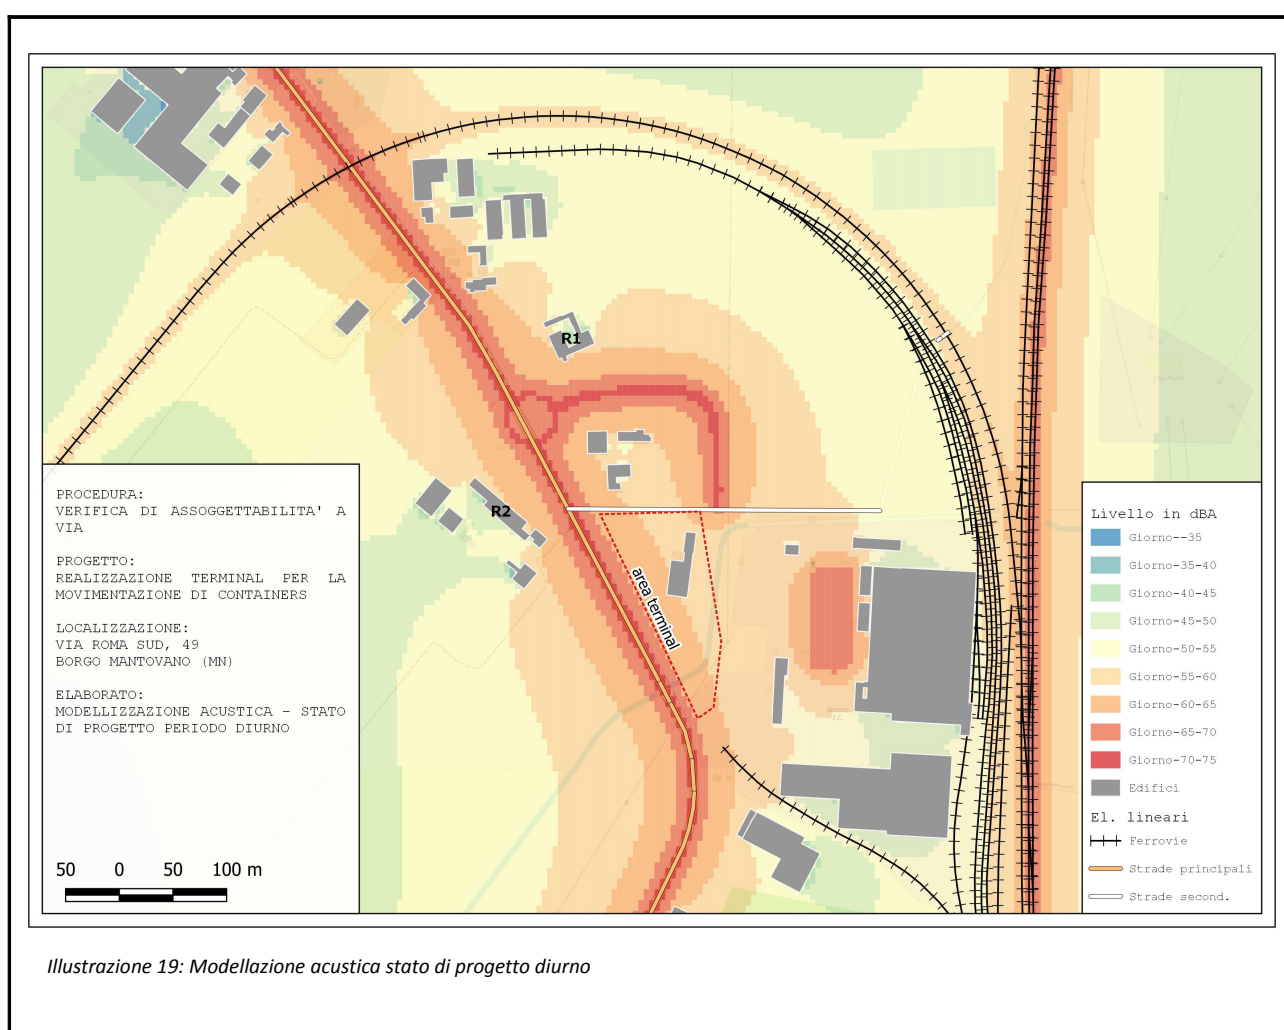 R1
R2
area terminal
PROCEDURA:
VERIFICA DI ASSOGGETTABILITA' A
VIA
PROGETTO:
REALIZZAZIONE TERMINAL PER LA
MOVIMENTAZIONE DI CONTAINERS
LOCALIZZAZIONE:
VIA ROMA SUD, 49
BORGO MANTOVANO (MN)
ELABORATO:
MODELLIZZAZIONE ACUSTICA - STATO
DI PROGETTO PERIODO DIURNO
50 0 50 100 m
Livello in dBA
Giorno--35
Giorno-35-40
Giorno-40-45
Giorno-45-50
Giorno-50-55
Giorno-55-60
Giorno-60-65
Giorno-65-70
Giorno-70-75
Edifici
El. lineari
Ferrovie
Strade principali
Strade second.
Illustrazione 19: Modellazione acustica stato di progetto diurno